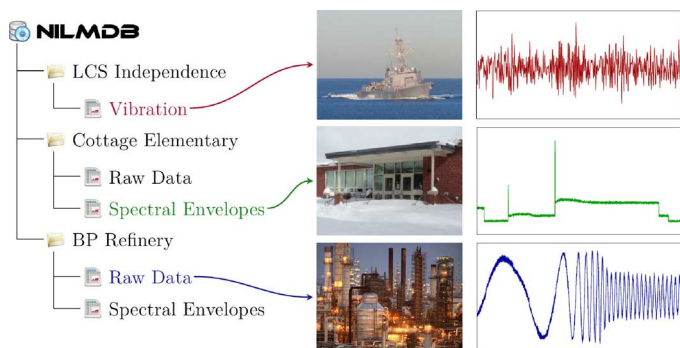 NILMDB
LCS Independence
Vibration
Cottage Elementary
Raw Data
Spectral Envelopes
BP Refinery
Raw Data
Spectral Envelopes